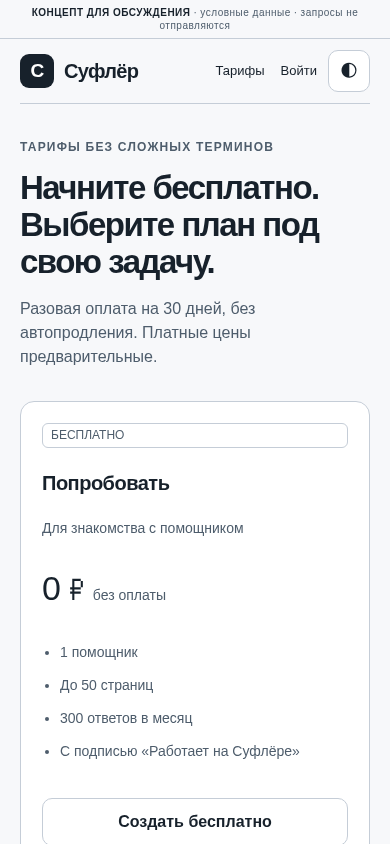 КОНЦЕПТ ДЛЯ ОБСУЖДЕНИЯ · условные данные · запросы не
отправляются
С Суфлёр Тарифы Войти
ТАРИФЫ БЕЗ СЛОЖНЫХ ТЕРМИНОВ
Начните бесплатно.
Выберите план под
свою задачу.
Разовая оплата на 30 дней, без
автопродления. Платные цены
предварительные.
БЕСПЛАТНО
Попробовать
Для знакомства с помощником
0 ₽ без оплаты
• 1 помощник
• До 50 страниц
• 300 ответов в месяц
• С подписью «Работает на Суфлёре»
Создать бесплатно